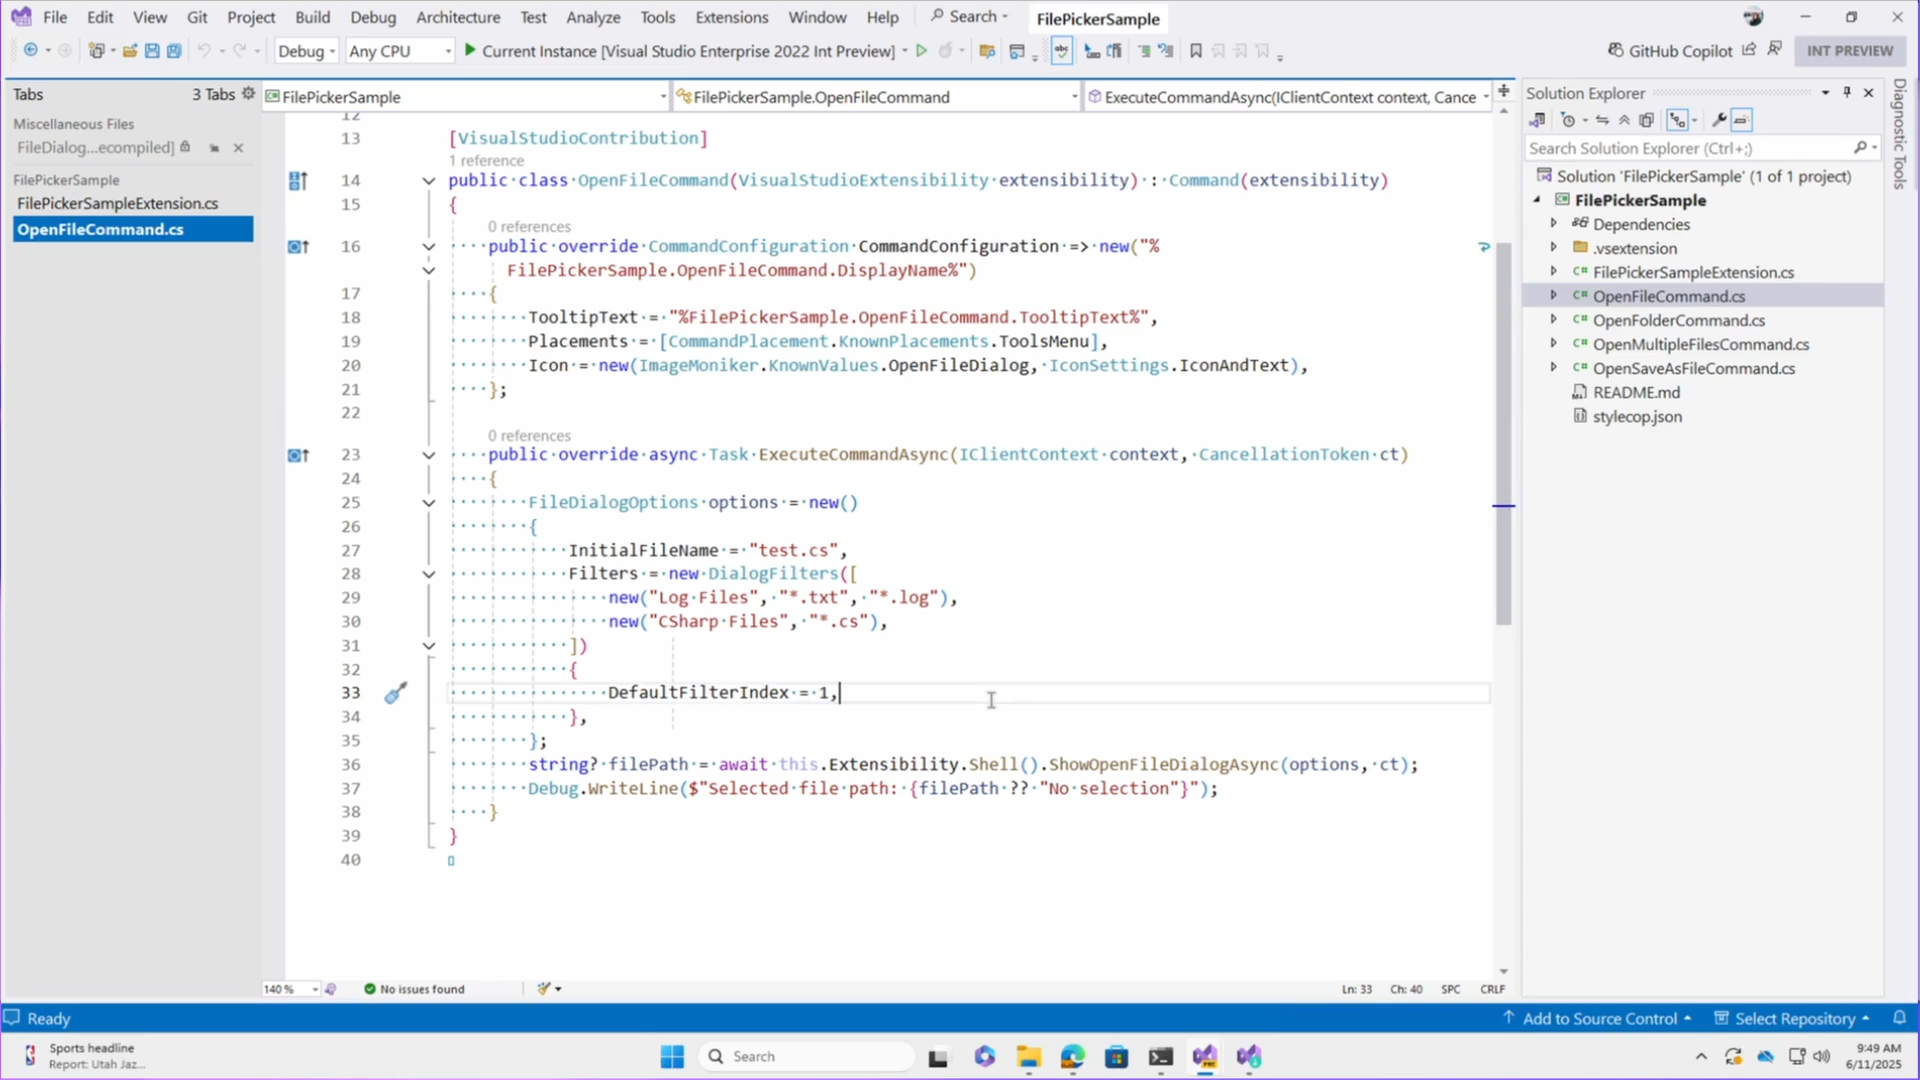 File Edit View Git Project Build Debug Architecture Test Analyze Tools Extensions Window Help Search FilePickerSample
Debug Any CPU Current Instance [Visual Studio Enterprise 2022 Int Preview] GitHub Copilot INT PREVIEW
Tabs 3 Tabs
Miscellaneous Files
FileDialog...ecompiled]
FilePickerSample
FilePickerSampleExtension.cs
OpenFileCommand.cs
FilePickerSample FilePickerSample.OpenFileCommand ExecuteCommandAsync(IClientContext context, Cance
12
13 [VisualStudioContribution]
1 reference
14 public class OpenFileCommand(VisualStudioExtensibility extensibility) : Command(extensibility)
15 {
0 references
16 public override CommandConfiguration CommandConfiguration => new("%
FilePickerSample.OpenFileCommand.DisplayName%")
17 {
18 TooltipText = "%FilePickerSample.OpenFileCommand.TooltipText%",
19 Placements = [CommandPlacement.KnownPlacements.ToolsMenu],
20 Icon = new(ImageMoniker.KnownValues.OpenFileDialog, IconSettings.IconAndText),
21 };
22
0 references
23 public override async Task ExecuteCommandAsync(IClientContext context, CancellationToken ct)
24 {
25 FileDialogOptions options = new()
26 {
27 InitialFileName = "test.cs",
28 Filters = new DialogFilters([
29 new("Log Files", "*.txt", "*.log"),
30 new("CSharp Files", "*.cs"),
31 ])
32 {
33 DefaultFilterIndex = 1,
34 },
35 };
36 string? filePath = await this.Extensibility.Shell().ShowOpenFileDialogAsync(options, ct);
37 Debug.WriteLine($"Selected file path: {filePath ?? "No selection"}");
38 }
39 }
40
140 % No issues found Ln: 33 Ch: 40 SPC CRLF
Solution Explorer
Search Solution Explorer (Ctrl+;)
Solution 'FilePickerSample' (1 of 1 project)
FilePickerSample
Dependencies
.vsextension
C# FilePickerSampleExtension.cs
C# OpenFileCommand.cs
C# OpenFolderCommand.cs
C# OpenMultipleFilesCommand.cs
C# OpenSaveAsFileCommand.cs
README.md
stylecop.json
Diagnostic Tools
Ready Add to Source Control Select Repository
Sports headline
Report: Utah Jaz...
Search
9:49 AM
6/11/2025